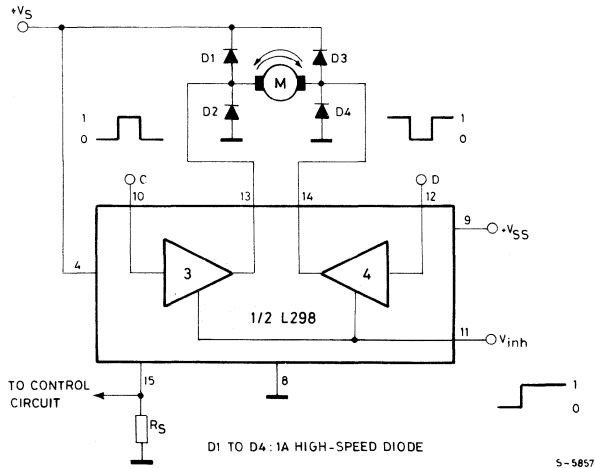 +VS
D1
D3
M
D2
D4
1
0
1
0
C
D
10
13
14
12
9
+VSS
4
3
4
1/2 L298
11
Vinh
15
8
TO CONTROL
CIRCUIT
RS
1
0
D1 TO D4 : 1A HIGH-SPEED DIODE
S-5857